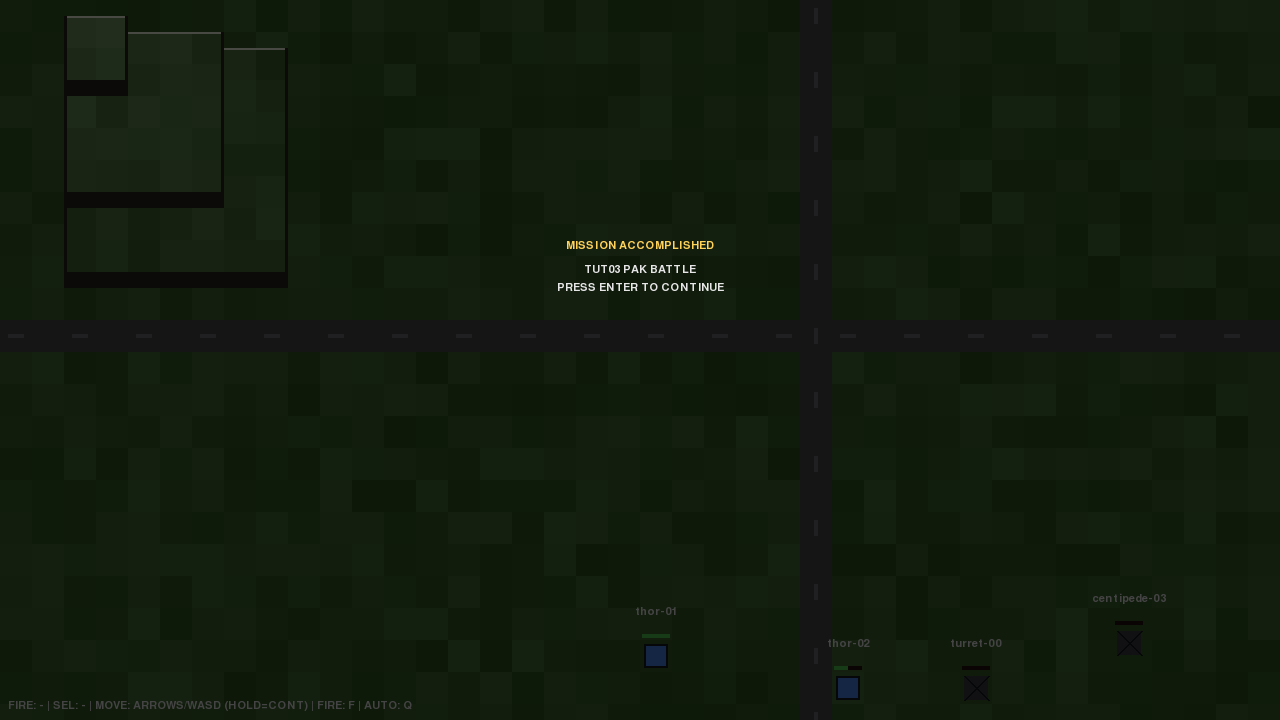 MISSION ACCOMPLISHED
TUT03 PAK BATTLE
PRESS ENTER TO CONTINUE
centipede-03
thor-01
thor-02
turret-00
FIRE: - | SEL: - | MOVE: ARROWS/WASD (HOLD=CONT) | FIRE: F | AUTO: Q